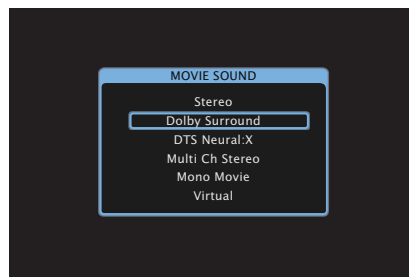 MOVIE SOUND
Stereo
Dolby Surround
DTS Neural:X
Multi Ch Stereo
Mono Movie
Virtual